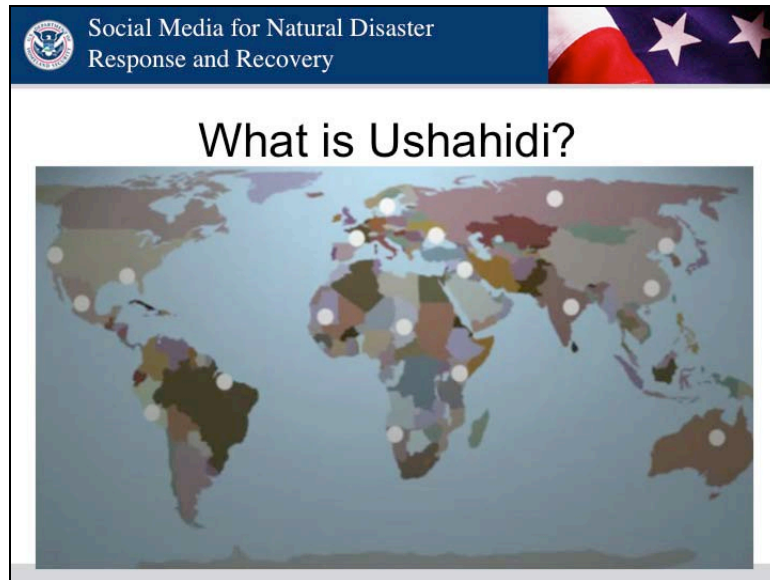 Social Media for Natural Disaster
Response and Recovery
What is Ushahidi?